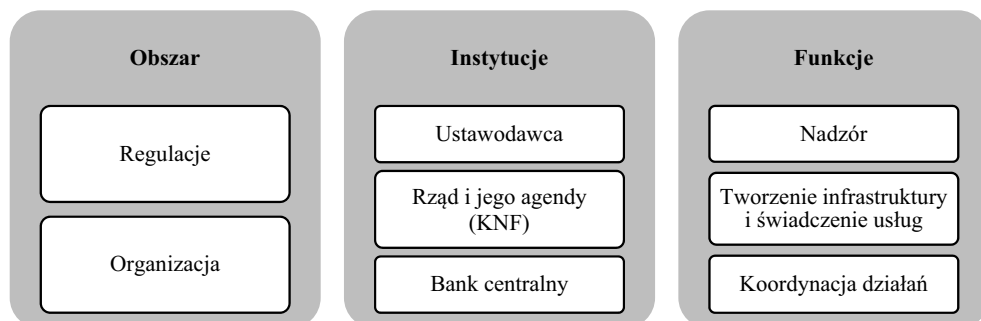 Obszar
Regulacje
Organizacja
Instytucje
Ustawodawca
Rząd i jego agendy
(KNF)
Bank centralny
Funkcje
Nadzór
Tworzenie infrastruktury
i świadczenie usług
Koordynacja działań